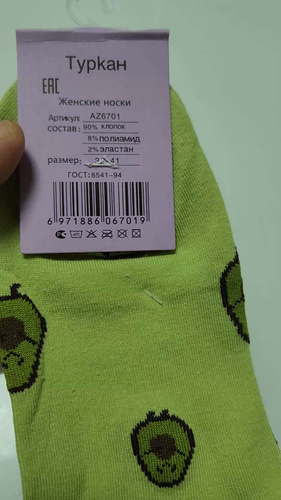 Туркан
EAC
Женские носки
Артикул: AZ6701
состав: 90% хлопок
8% полиамид
2% эластан
размер: 41
ГОСТ: 8541-94
6 971886 067019